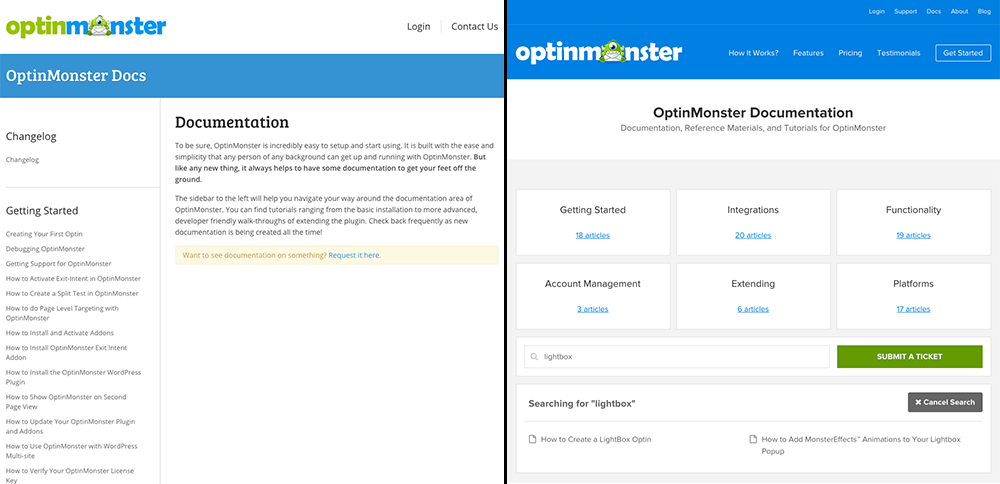 optinmonster
Login
Contact Us
OptinMonster Docs
Changelog
Changelog
Getting Started
Creating Your First Optin
Debugging OptinMonster
Getting Support for OptinMonster
How to Activate Exit-Intent in OptinMonster
How to Create a Split Test in OptinMonster
How to do Page Level Targeting with
OptinMonster
How to Install and Activate Addons
How to Install OptinMonster Exit Intent
Addon
How to Install the OptinMonster WordPress
Plugin
How to Show OptinMonster on Second
Page View
How to Update Your OptinMonster Plugin
and Addons
How to Use OptinMonster with WordPress
Multi-site
How to Verify Your OptinMonster License
Key
Documentation
To be sure, OptinMonster is incredibly easy to setup and start using. It is built with the ease and
simplicity that any person of any background can get up and running with OptinMonster. But
like any new thing, it always helps to have some documentation to get your feet off the
ground.
The sidebar to the left will help you navigate your way around the documentation area of
OptinMonster. You can find tutorials ranging from the basic installation to more advanced,
developer friendly walk-throughs of extending the plugin. Check back frequently as new
documentation is being created all the time!
Want to see documentation on something? Request it here.
Login Support Docs About Blog
optinmonster
How It Works? Features Pricing Testimonials Get Started
OptinMonster Documentation
Documentation, Reference Materials, and Tutorials for OptinMonster
Getting Started
18 articles
Integrations
20 articles
Functionality
19 articles
Account Management
3 articles
Extending
6 articles
Platforms
17 articles
lightbox
SUBMIT A TICKET
Searching for "lightbox"
✖ Cancel Search
How to Create a LightBox Optin
How to Add MonsterEffects™ Animations to Your Lightbox
Popup